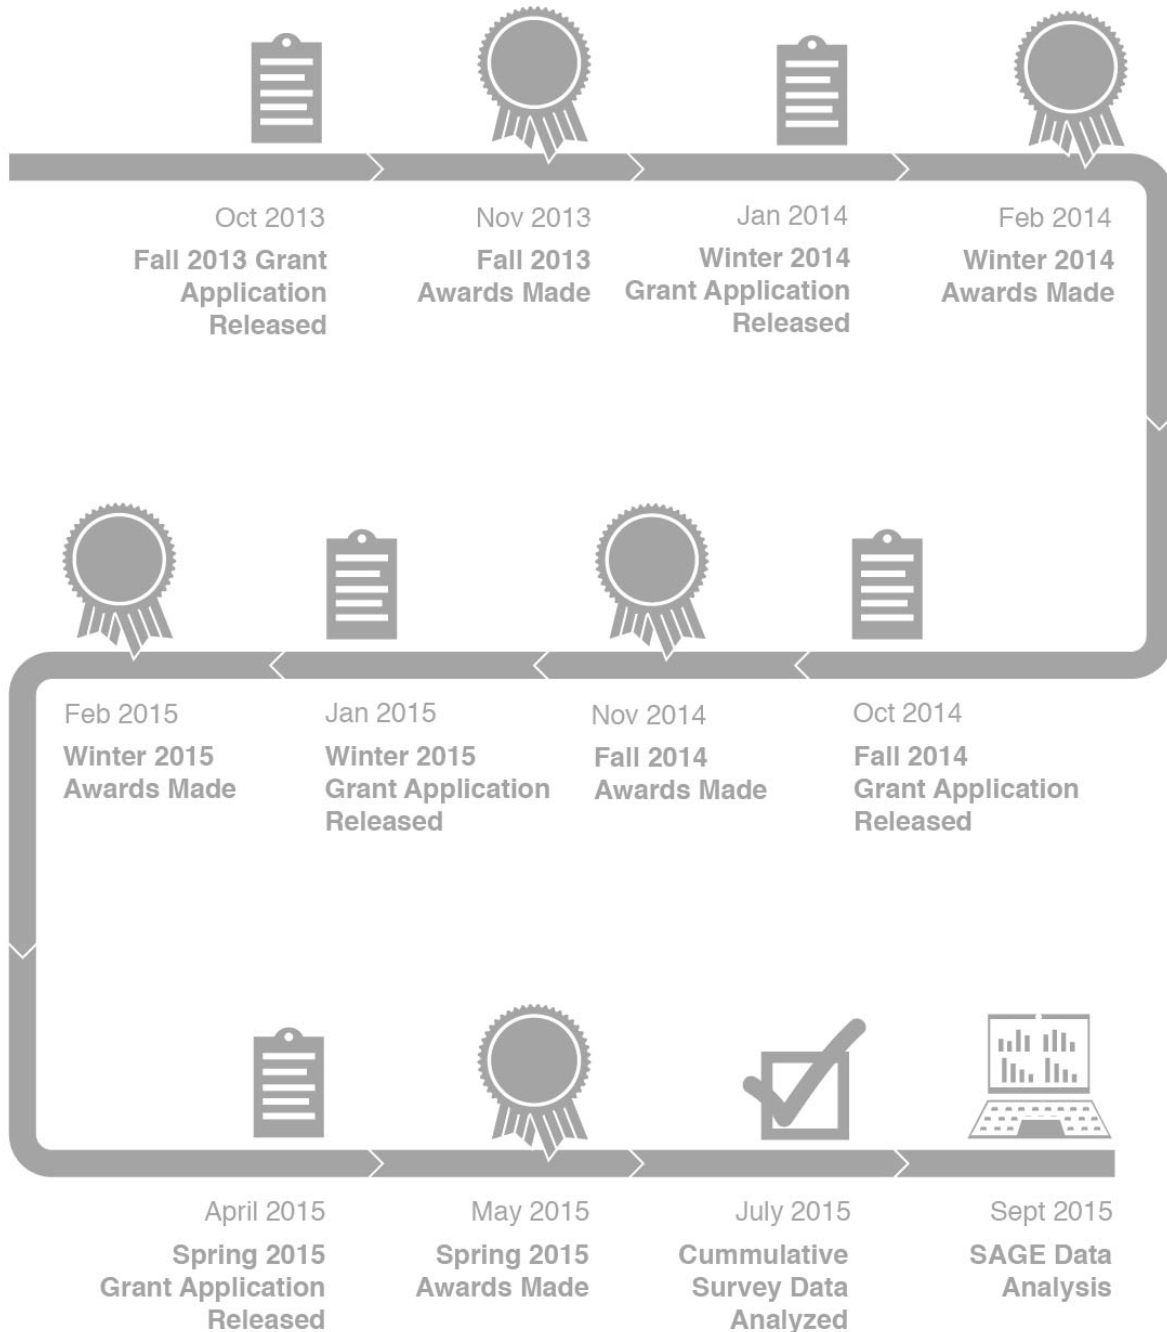 Oct 2013
Fall 2013 Grant
Application
Released
Nov 2013
Fall 2013
Awards Made
Jan 2014
Winter 2014
Grant Application
Released
Feb 2014
Winter 2014
Awards Made
Feb 2015
Winter 2015
Awards Made
Jan 2015
Winter 2015
Grant Application
Released
Nov 2014
Fall 2014
Awards Made
Oct 2014
Fall 2014
Grant Application
Released
April 2015
Spring 2015
Grant Application
Released
May 2015
Spring 2015
Awards Made
July 2015
Cummulative
Survey Data
Analyzed
Sept 2015
SAGE Data
Analysis